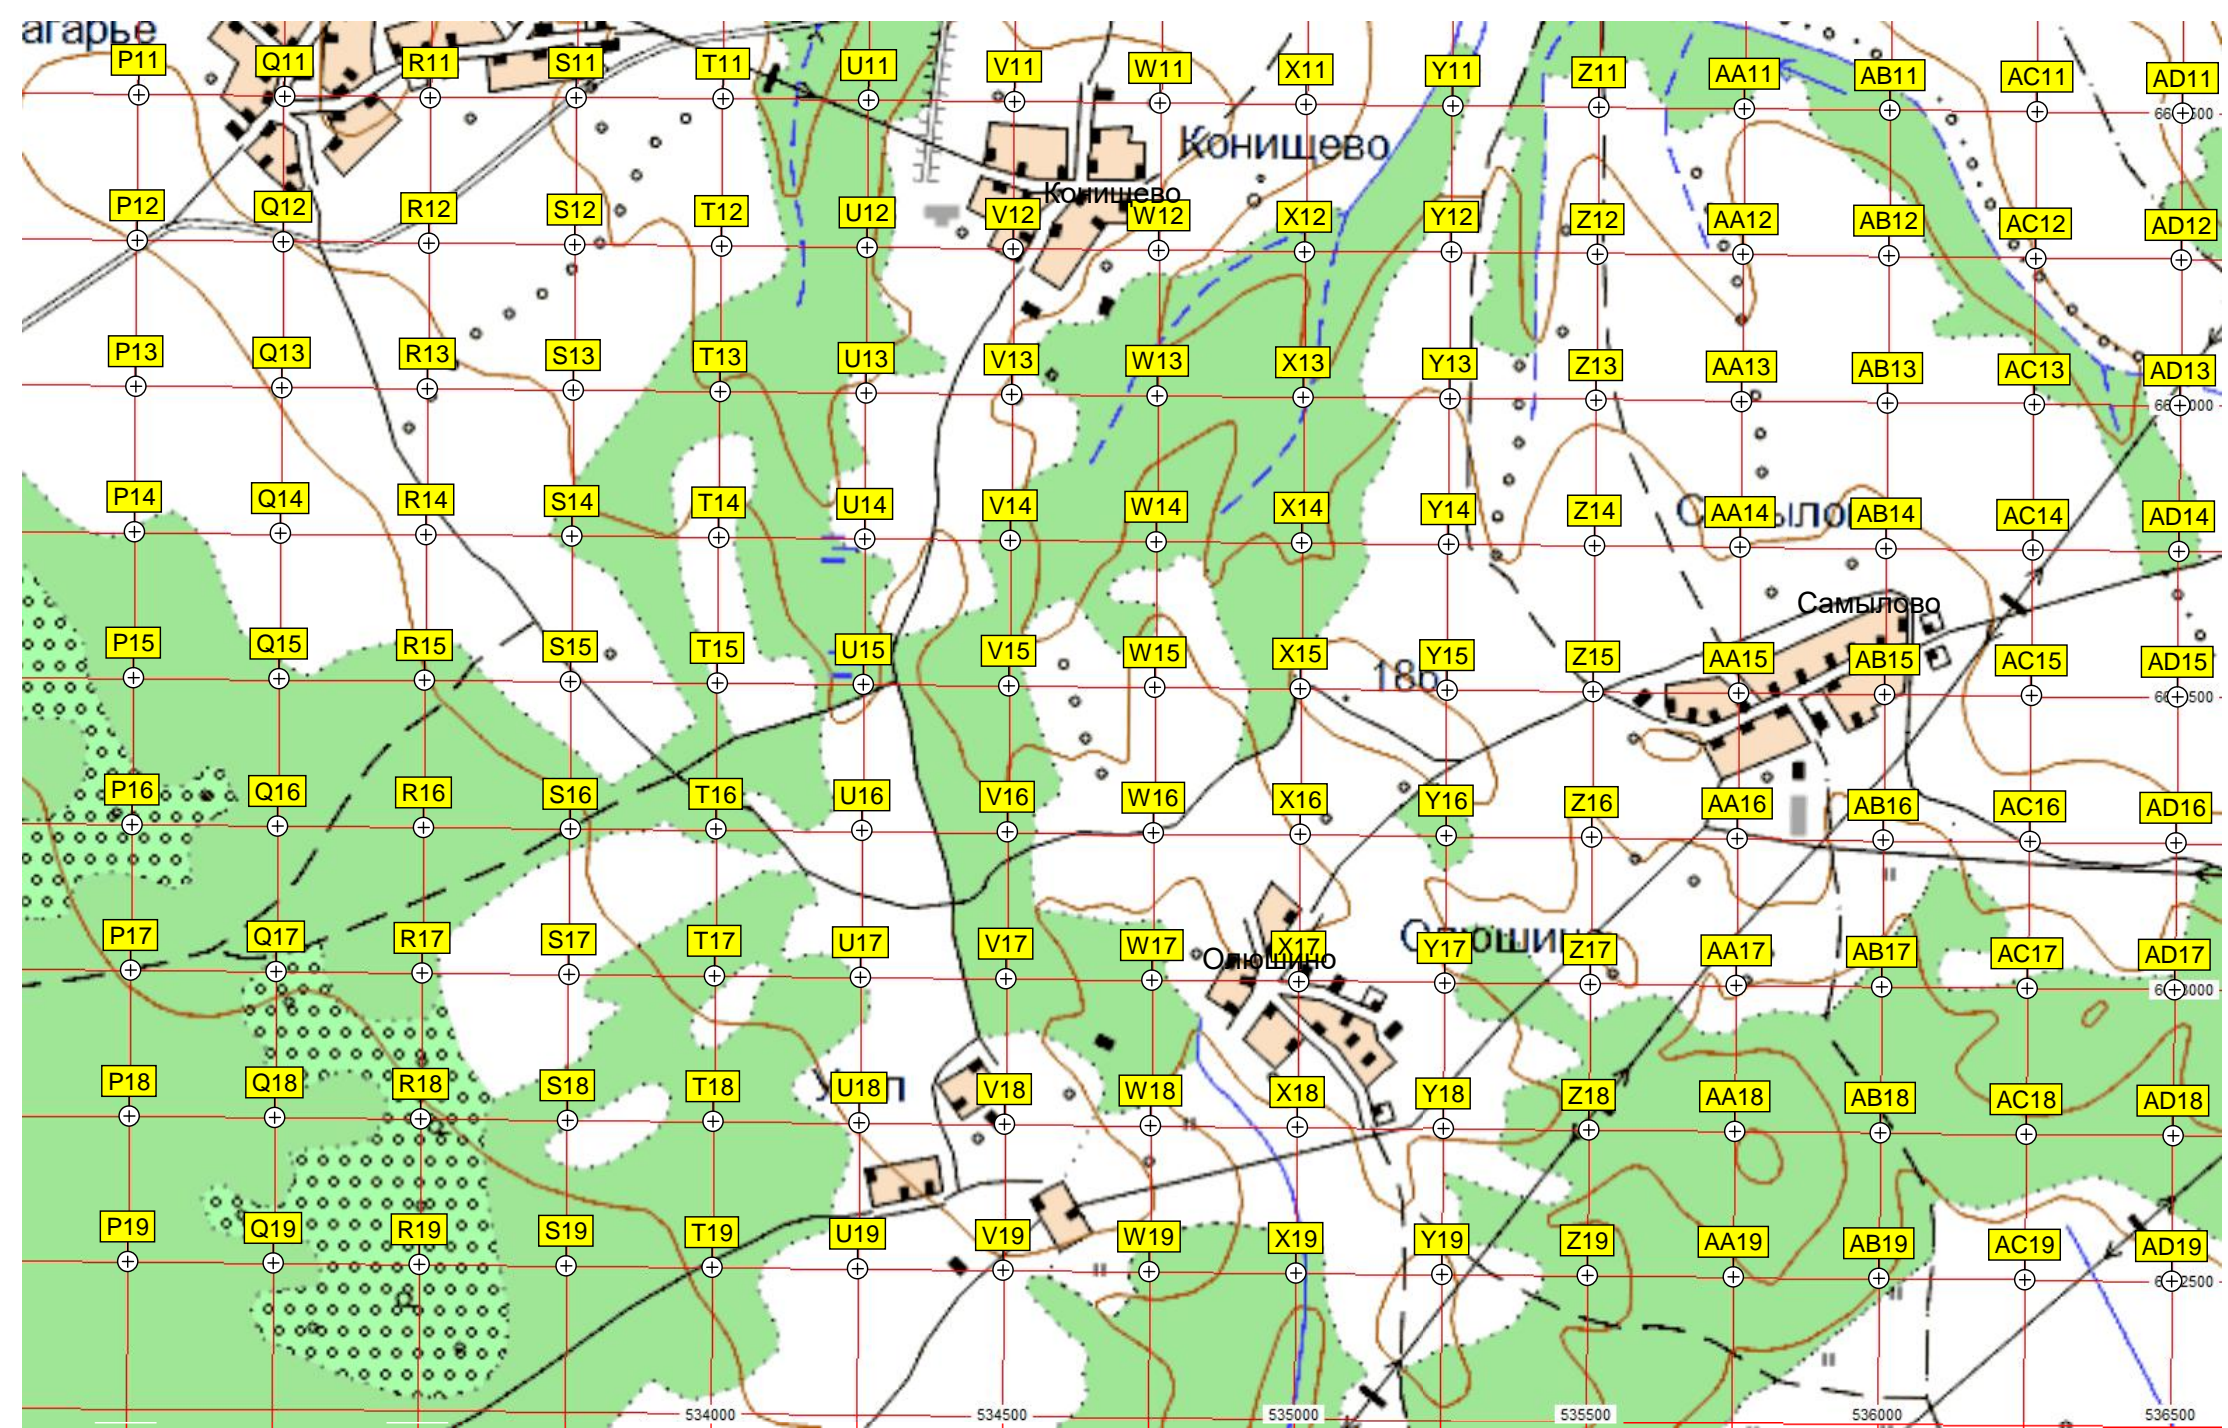 агарье
P11 Q11 R11 S11 T11 U11 V11 W11 X11 Y11 Z11 AA11 AB11 AC11 AD11
Конищево
Конищево
P12 Q12 R12 S12 T12 U12 V12 W12 X12 Y12 Z12 AA12 AB12 AC12 AD12
P13 Q13 R13 S13 T13 U13 V13 W13 X13 Y13 Z13 AA13 AB13 AC13 AD13
P14 Q14 R14 S14 T14 U14 V14 W14 X14 Y14 Z14 AA14 AB14 AC14 AD14
Самылово
P15 Q15 R15 S15 T15 U15 V15 W15 X15 Y15 Z15 AA15 AB15 AC15 AD15
186
P16 Q16 R16 S16 T16 U16 V16 W16 X16 Y16 Z16 AA16 AB16 AC16 AD16
P17 Q17 R17 S17 T17 U17 V17 W17 X17 Y17 Z17 AA17 AB17 AC17 AD17
Олюшино
Олюшино
P18 Q18 R18 S18 T18 U18 V18 W18 X18 Y18 Z18 AA18 AB18 AC18 AD18
P19 Q19 R19 S19 T19 U19 V19 W19 X19 Y19 Z19 AA19 AB19 AC19 AD19
534000 534500 535000 535500 536000 536500